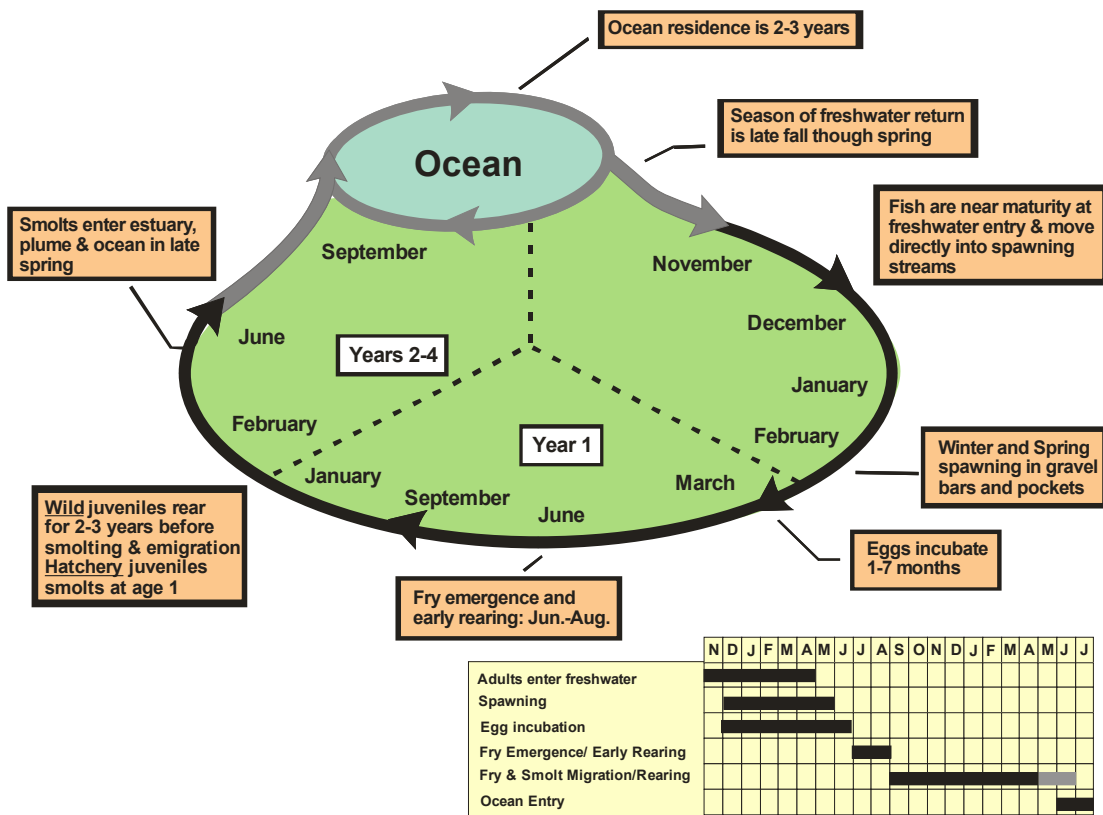 Ocean residence is 2-3 years
Season of freshwater return
is late fall though spring
Ocean
Smolts enter estuary,
plume & ocean in late
spring
Fish are near maturity at
freshwater entry & move
directly into spawning
streams
September
November
June
December
Years 2-4
January
February
February
Year 1
January
March
September
June
Winter and Spring
spawning in gravel
bars and pockets
Wild juveniles rear
for 2-3 years before
smolting & emigration
Hatchery juveniles
smolts at age 1
Eggs incubate
1-7 months
Fry emergence and
early rearing: Jun.-Aug.
N D J F M A M J J A S O N D J F M A M J J
Adults enter freshwater
Spawning
Egg incubation
Fry Emergence/ Early Rearing
Fry & Smolt Migration/Rearing
Ocean Entry